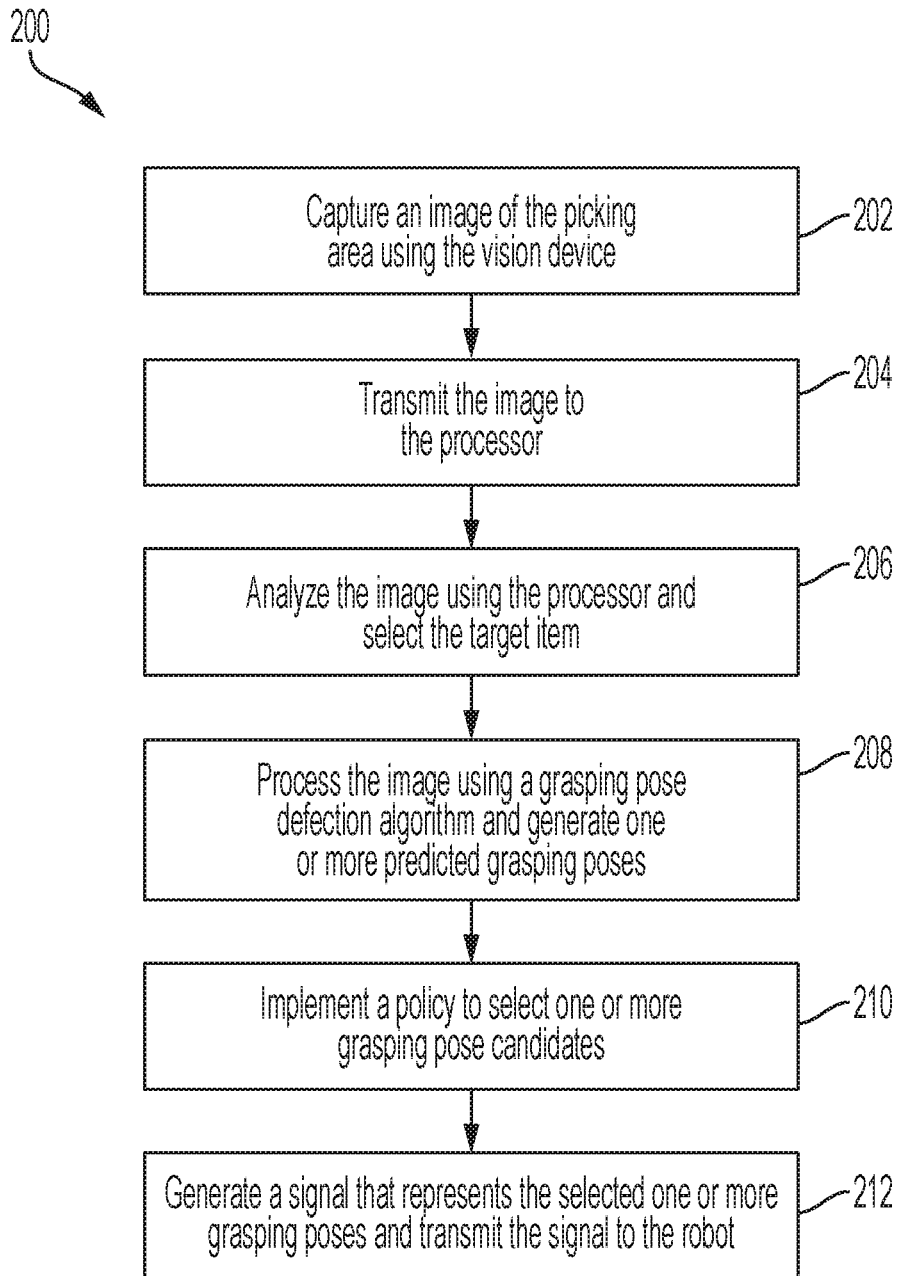 200
Capture an image of the picking
area using the vision device
202
Transmit the image to
the processor
204
Analyze the image using the processor and
select the target item
206
Process the image using a grasping pose
defection algorithm and generate one
or more predicted grasping poses
208
Implement a policy to select one or more
grasping pose candidates
210
Generate a signal that represents the selected one or more
grasping poses and transmit the signal to the robot
212